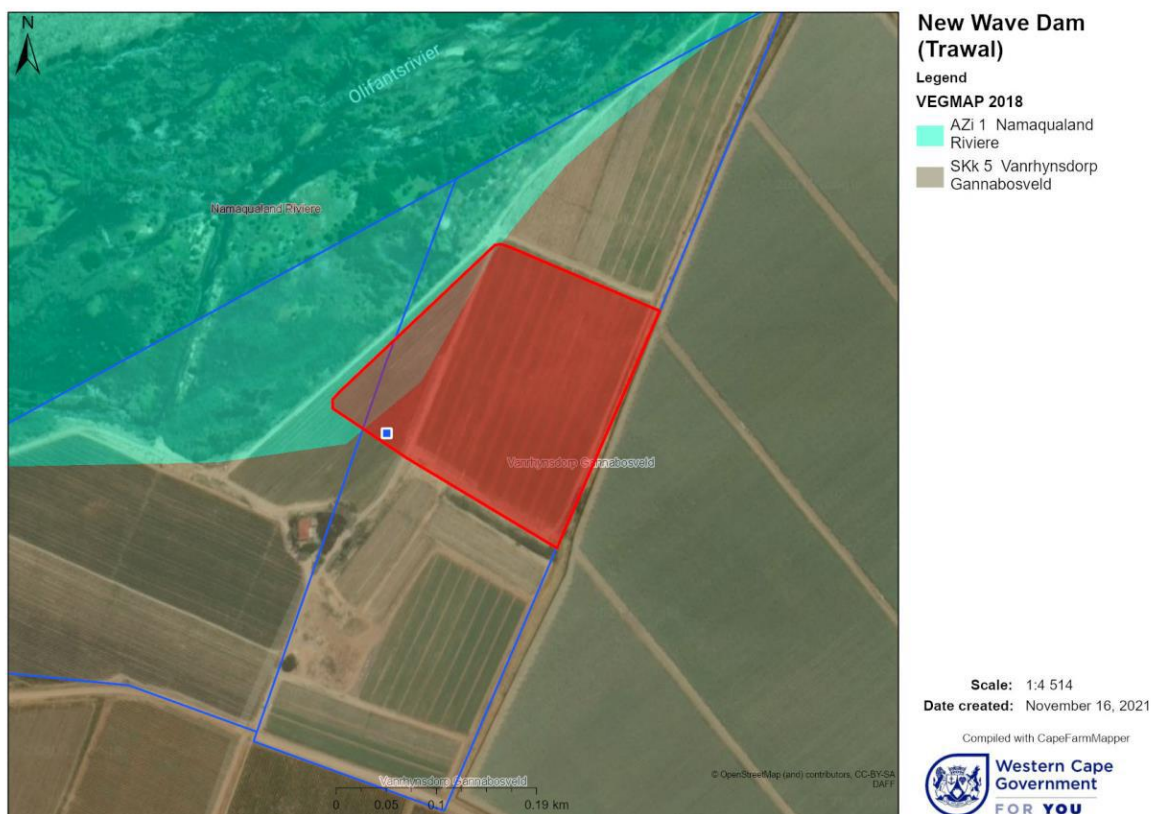 N
Olifantsrivier
Namaqualand Riviere
Vanrhynsdorp Gannabosveld
Vanrhynsdorp Gannabosveld
0 0.05 0.1 0.19 km
© OpenStreetMap (and) contributors, CC-BY-SA
DAFF
New Wave Dam
(Trawal)
Legend
VEGMAP 2018
AZi 1 Namaqualand
Riviere
SKk 5 Vanrhynsdorp
Gannabosveld
Scale: 1:4 514
Date created: November 16, 2021
Compiled with CapeFarmMapper
Western Cape
Government
FOR YOU